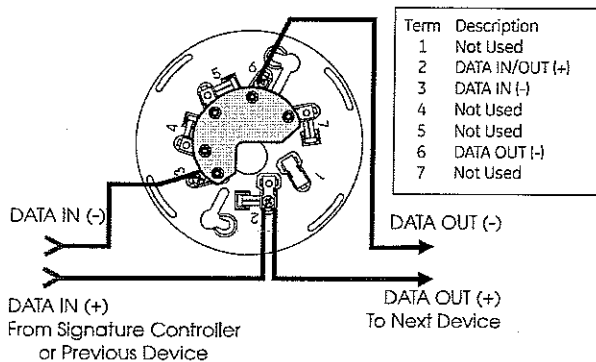 Term Description
1 Not Used
2 DATA IN/OUT (+)
3 DATA IN (-)
4 Not Used
5 Not Used
6 DATA OUT (-)
7 Not Used
6
5
4
7
3
1
2
DATA IN (-)
DATA OUT (-)
DATA IN (+)
From Signature Controller
or Previous Device
DATA OUT (+)
To Next Device